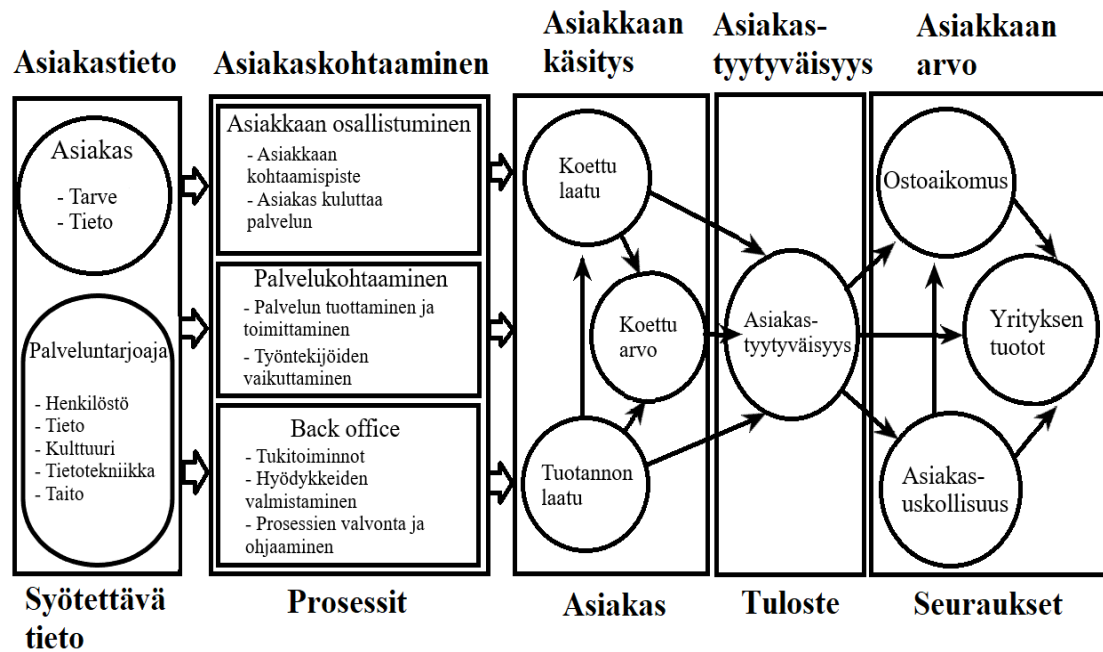 Asiakastieto
Asiakaskohtaaminen
Asiakkaan
käsitys
Asiakas-
tyytyväisyys
Asiakkaan
arvo
Asiakas
- Tarve
- Tieto
Palveluntarjoaja
- Henkilöstö
- Tieto
- Kulttuuri
- Tietotekniikka
- Taito
Asiakkaan osallistuminen
- Asiakkaan
kohtaamispiste
- Asiakas kuluttaa
palvelun
Palvelukohtaaminen
- Palvelun tuottaminen ja
toimittaminen
- Työntekijöiden
vaikuttaminen
Back office
- Tukitoiminnot
- Hyödykkeiden
valmistaminen
- Prosessien valvonta ja
ohjaaminen
Koettu
laatu
Koettu
arvo
Tuotannon
laatu
Asiakas-
tyytyväisyys
Ostoaikomus
Yrityksen
tuotot
Asiakas-
uskollisuus
Syötettävä
tieto
Prosessit
Asiakas
Tuloste
Seuraukset